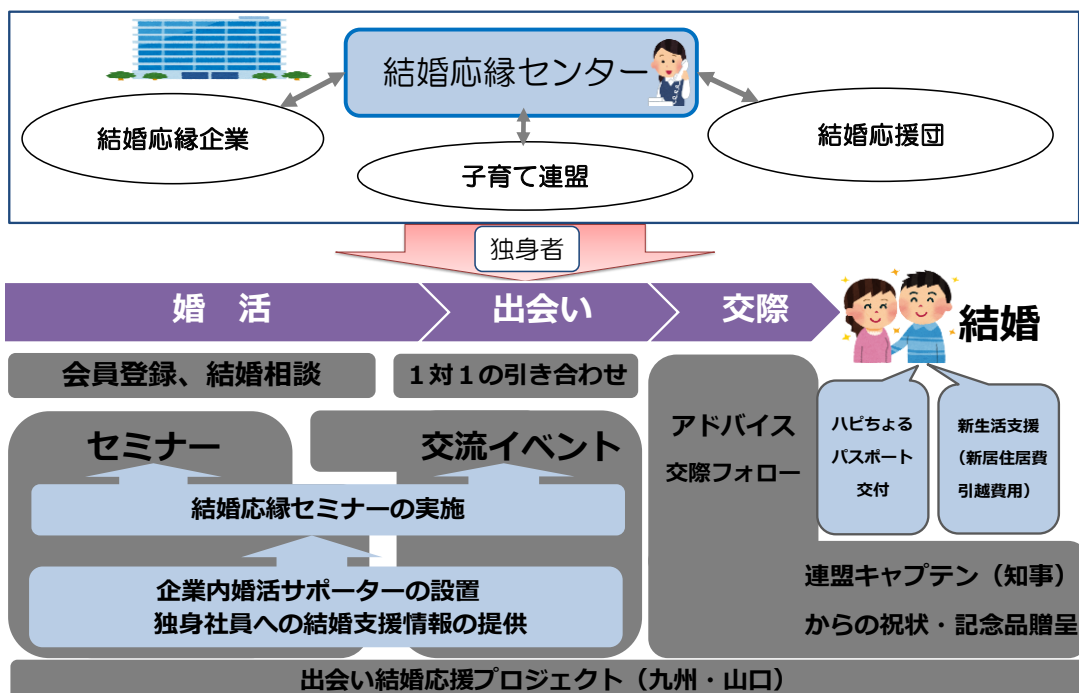 結婚応縁センター
結婚応縁企業
結婚応援団
子育て連盟
独身者
婚　活
出会い
交際
結婚
会員登録、結婚相談
１対１の引き合わせ
セミナー
交流イベント
アドバイス
交際フォロー
ハピちょる
パスポート
交付
新生活支援
（新居住居費
引越費用）
結婚応縁セミナーの実施
企業内婚活サポーターの設置
独身社員への結婚支援情報の提供
連盟キャプテン（知事）
からの祝状・記念品贈呈
出会い結婚応援プロジェクト（九州・山口）